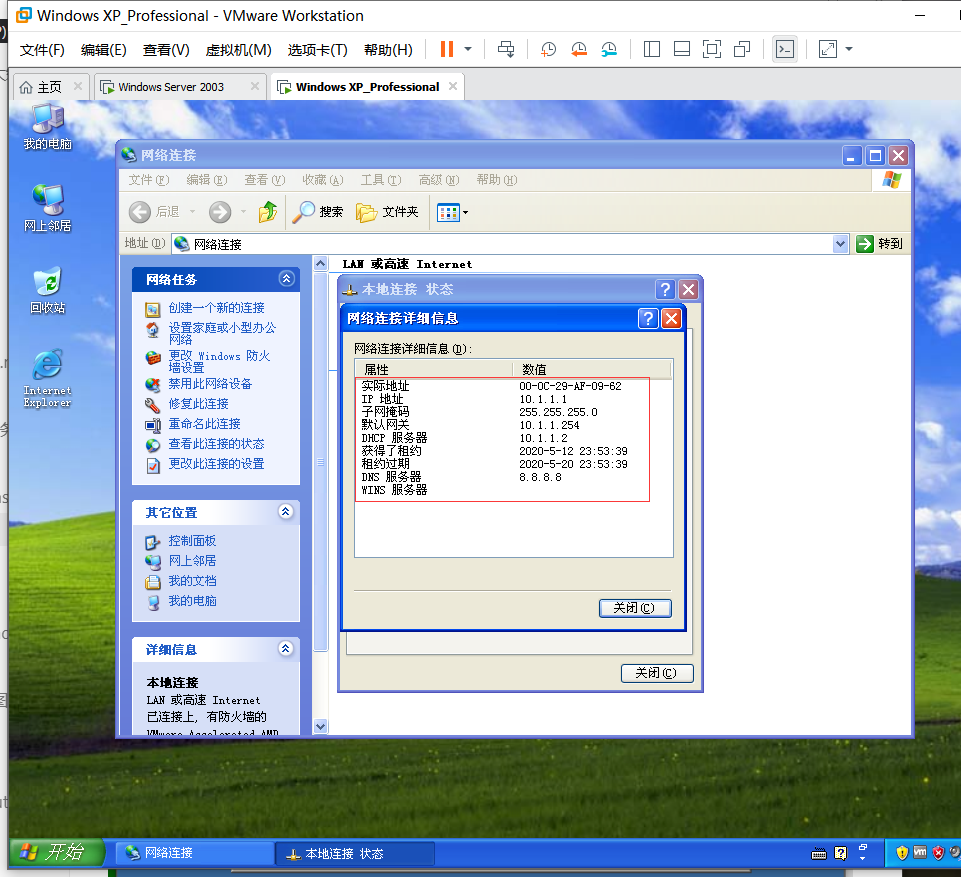 Windows XP_Professional - VMware Workstation
文件(F) 编辑(E) 查看(V) 虚拟机(M) 选项卡(T) 帮助(H)
主页 Windows Server 2003 Windows XP_Professional
我的电脑
网上邻居
回收站
Internet
Explorer
网络连接
文件(F) 编辑(E) 查看(V) 收藏(A) 工具(T) 高级(N) 帮助(H)
后退 搜索 文件夹
地址(D) 网络连接 转到
网络任务
创建一个新的连接
设置家庭或小型办公
网络
更改 Windows 防火
墙设置
禁用此网络设备
修复此连接
重命名此连接
查看此连接的状态
更改此连接的设置
其它位置
控制面板
网上邻居
我的文档
我的电脑
详细信息
本地连接
LAN 或高速 Internet
已连接上，有防火墙的
VMware Accelerated AMD
LAN 或高速 Internet
本地连接 状态
网络连接详细信息
网络连接详细信息(D):
属性 数值
实际地址 00-0C-29-AF-09-62
IP 地址 10.1.1.1
子网掩码 255.255.255.0
默认网关 10.1.1.254
DHCP 服务器 10.1.1.2
获得了租约 2020-5-12 23:53:39
租约过期 2020-5-20 23:53:39
DNS 服务器 8.8.8.8
WINS 服务器
关闭(C)
关闭(C)
开始 网络连接 本地连接 状态